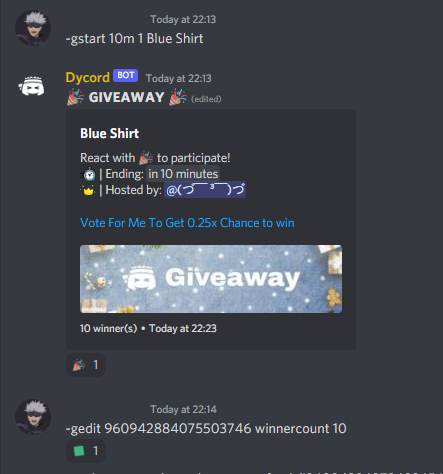 Today at 22:13
-gstart 10m 1 Blue Shirt
Dycord BOT Today at 22:13
🎉 GIVEAWAY 🎉 (edited)
Blue Shirt
React with 🎉 to participate!
⏱ | Ending: in 10 minutes
👑 | Hosted by: @(づ ̄ ³ ̄)づ
Vote For Me To Get 0.25x Chance to win
Giveaway
10 winner(s) • Today at 22:23
🎉 1
Today at 22:14
-gedit 960942884075503746 winnercount 10
1